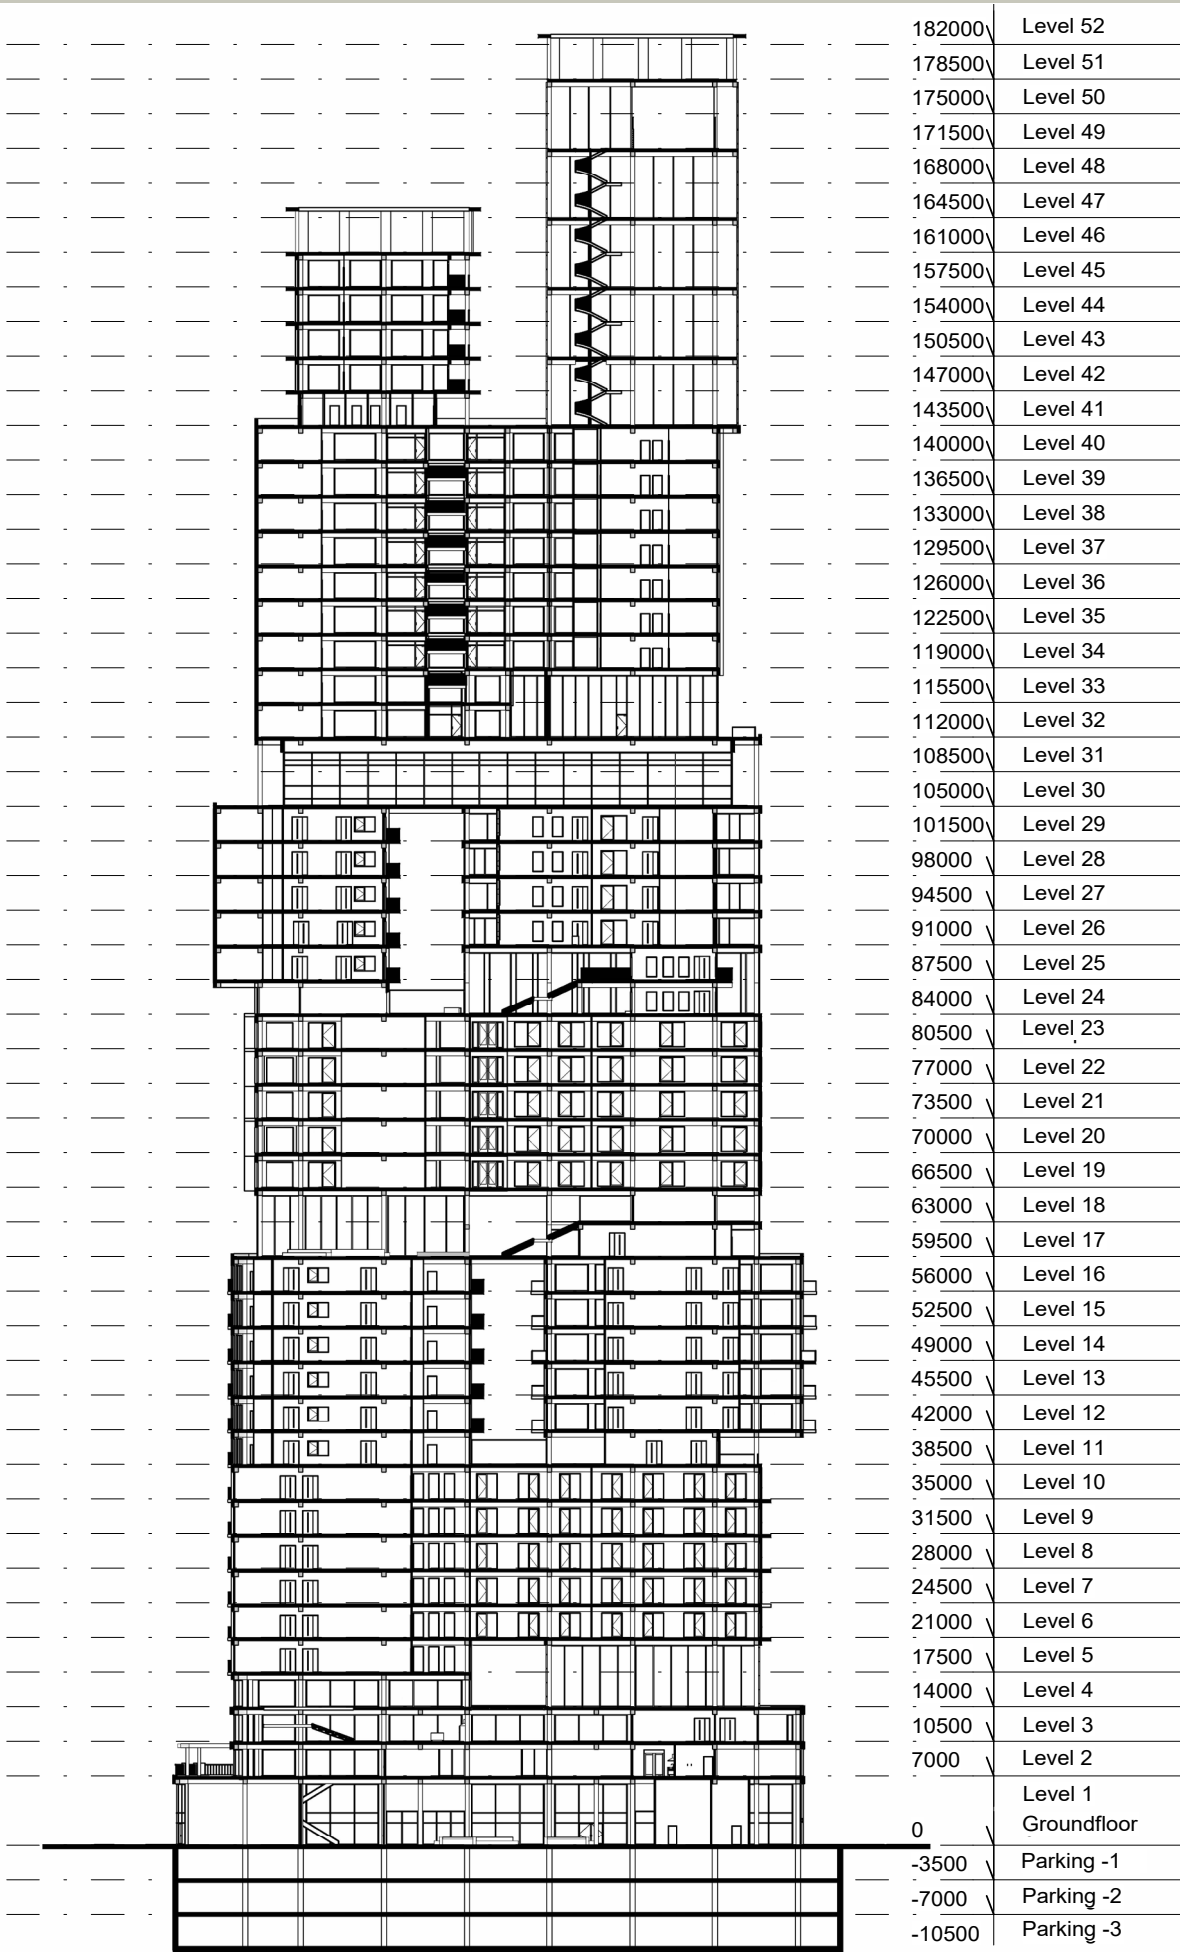 182000 Level 52
178500 Level 51
175000 Level 50
171500 Level 49
168000 Level 48
164500 Level 47
161000 Level 46
157500 Level 45
154000 Level 44
150500 Level 43
147000 Level 42
143500 Level 41
140000 Level 40
136500 Level 39
133000 Level 38
129500 Level 37
126000 Level 36
122500 Level 35
119000 Level 34
115500 Level 33
112000 Level 32
108500 Level 31
105000 Level 30
101500 Level 29
98000 Level 28
94500 Level 27
91000 Level 26
87500 Level 25
84000 Level 24
80500 Level 23
77000 Level 22
73500 Level 21
70000 Level 20
66500 Level 19
63000 Level 18
59500 Level 17
56000 Level 16
52500 Level 15
49000 Level 14
45500 Level 13
42000 Level 12
38500 Level 11
35000 Level 10
31500 Level 9
28000 Level 8
24500 Level 7
21000 Level 6
17500 Level 5
14000 Level 4
10500 Level 3
7000 Level 2
Level 1
0 Groundfloor
-3500 Parking -1
-7000 Parking -2
-10500 Parking -3